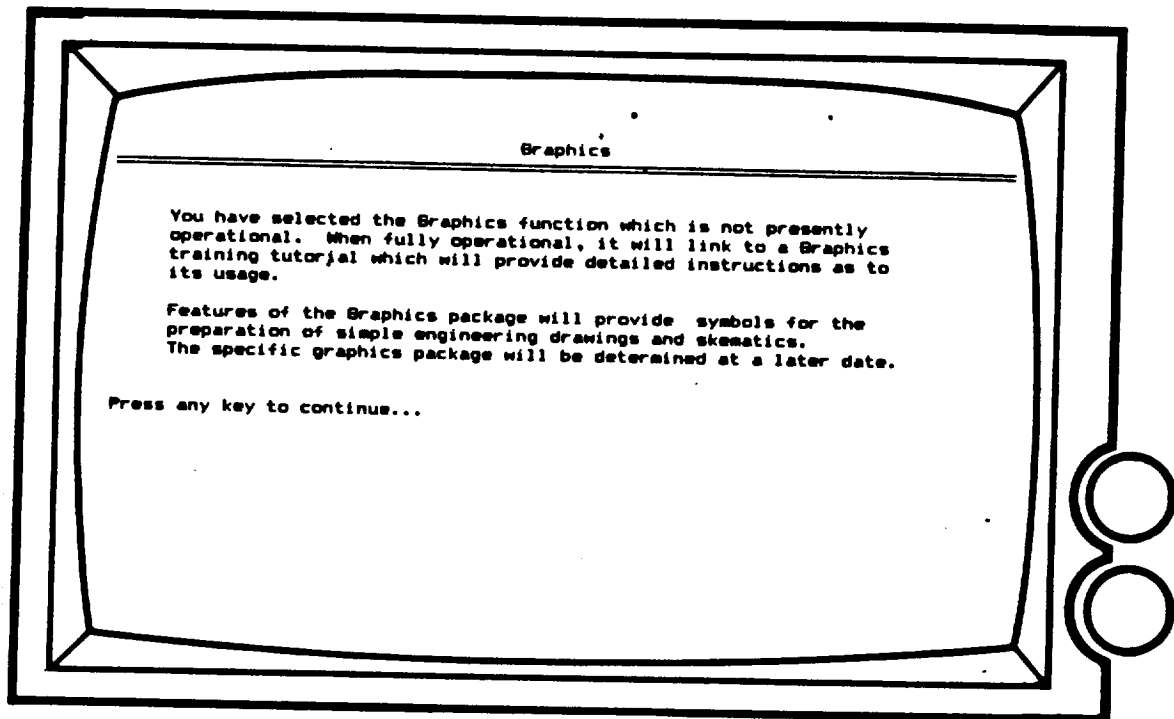 Graphics
You have selected the Graphics function which is not presently
operational. When fully operational, it will link to a Graphics
training tutorial which will provide detailed instructions as to
its usage.
Features of the Graphics package will provide symbols for the
preparation of simple engineering drawings and skematics.
The specific graphics package will be determined at a later date.
Press any key to continue...